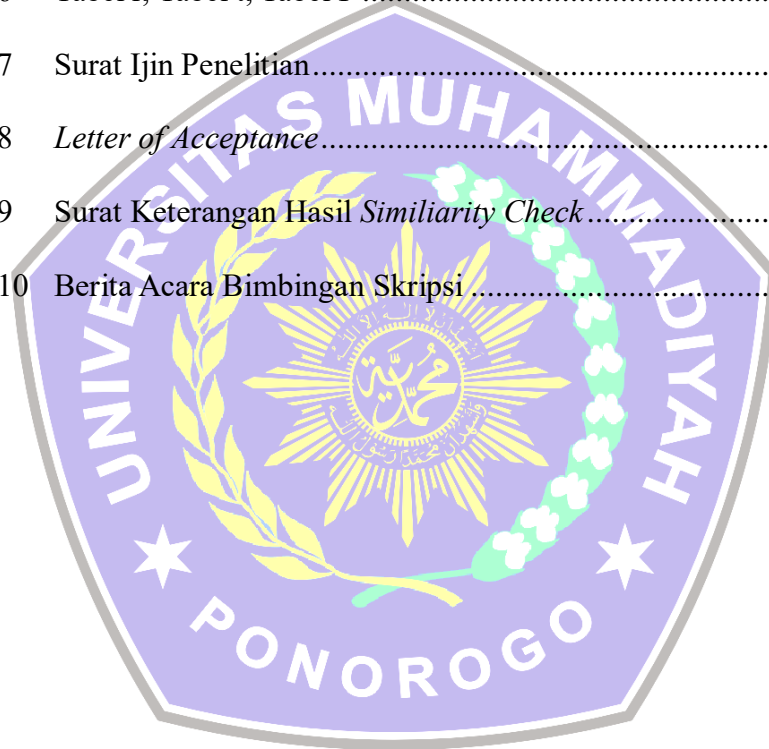 7 Surat Ijin Penelitian
8 Letter of Acceptance
9 Surat Keterangan Hasil Similiarity Check
10 Berita Acara Bimbingan Skripsi
UNIVERSITAS MUHAMMADIYAH
PONOROGO
محمدية